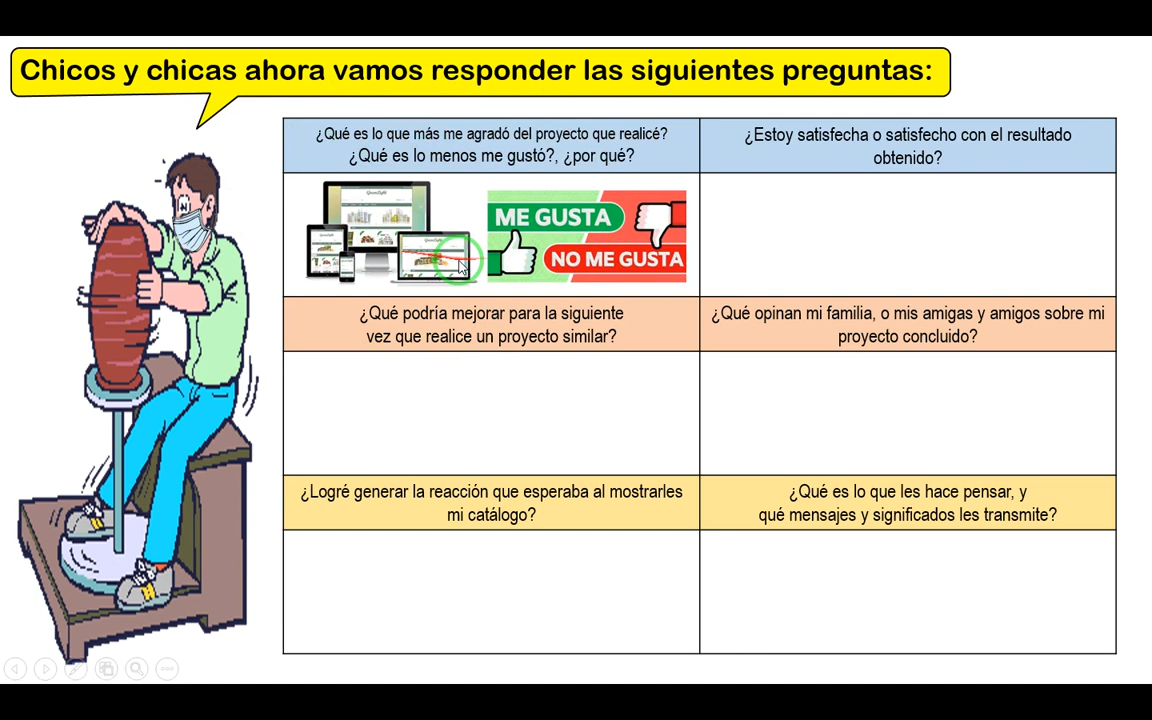 Chicos y chicas ahora vamos responder las siguientes preguntas:
¿Qué es lo que más me agradó del proyecto que realicé?
¿Qué es lo menos me gustó?, ¿por qué?
¿Estoy satisfecha o satisfecho con el resultado
obtenido?
ME GUSTA
NO ME GUSTA
¿Qué podría mejorar para la siguiente
vez que realice un proyecto similar?
¿Qué opinan mi familia, o mis amigas y amigos sobre mi
proyecto concluido?
¿Logré generar la reacción que esperaba al mostrarles
mi catálogo?
¿Qué es lo que les hace pensar, y
qué mensajes y significados les transmite?